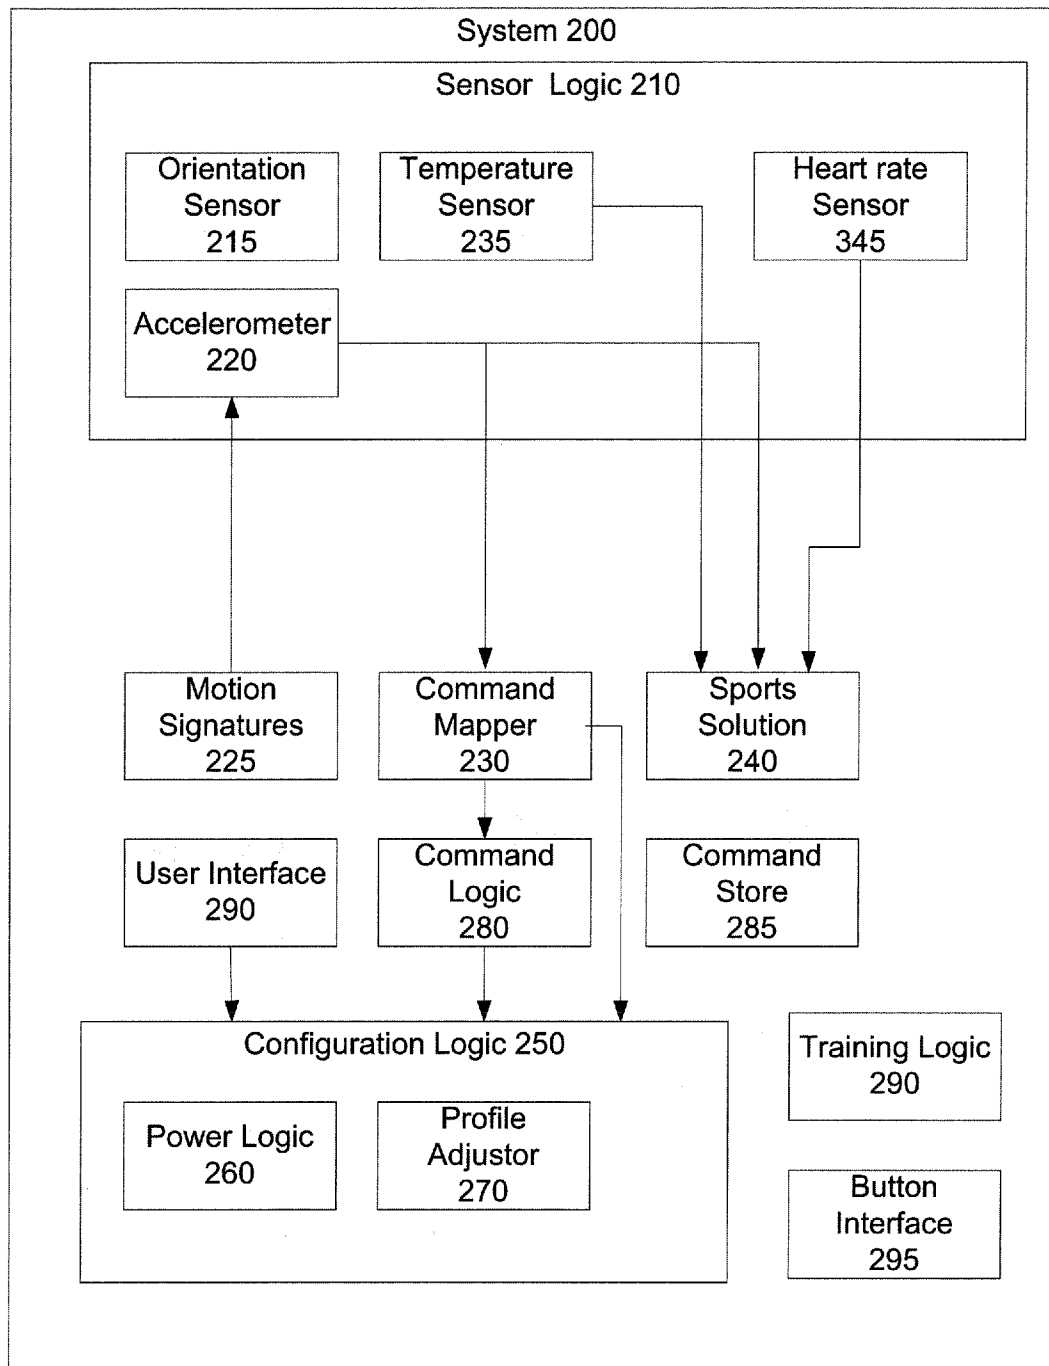 System 200
Sensor Logic 210
Orientation
Sensor
215
Temperature
Sensor
235
Heart rate
Sensor
345
Accelerometer
220
Motion
Signatures
225
Command
Mapper
230
Sports
Solution
240
User Interface
290
Command
Logic
280
Command
Store
285
Configuration Logic 250
Power Logic
260
Profile
Adjustor
270
Training Logic
290
Button
Interface
295